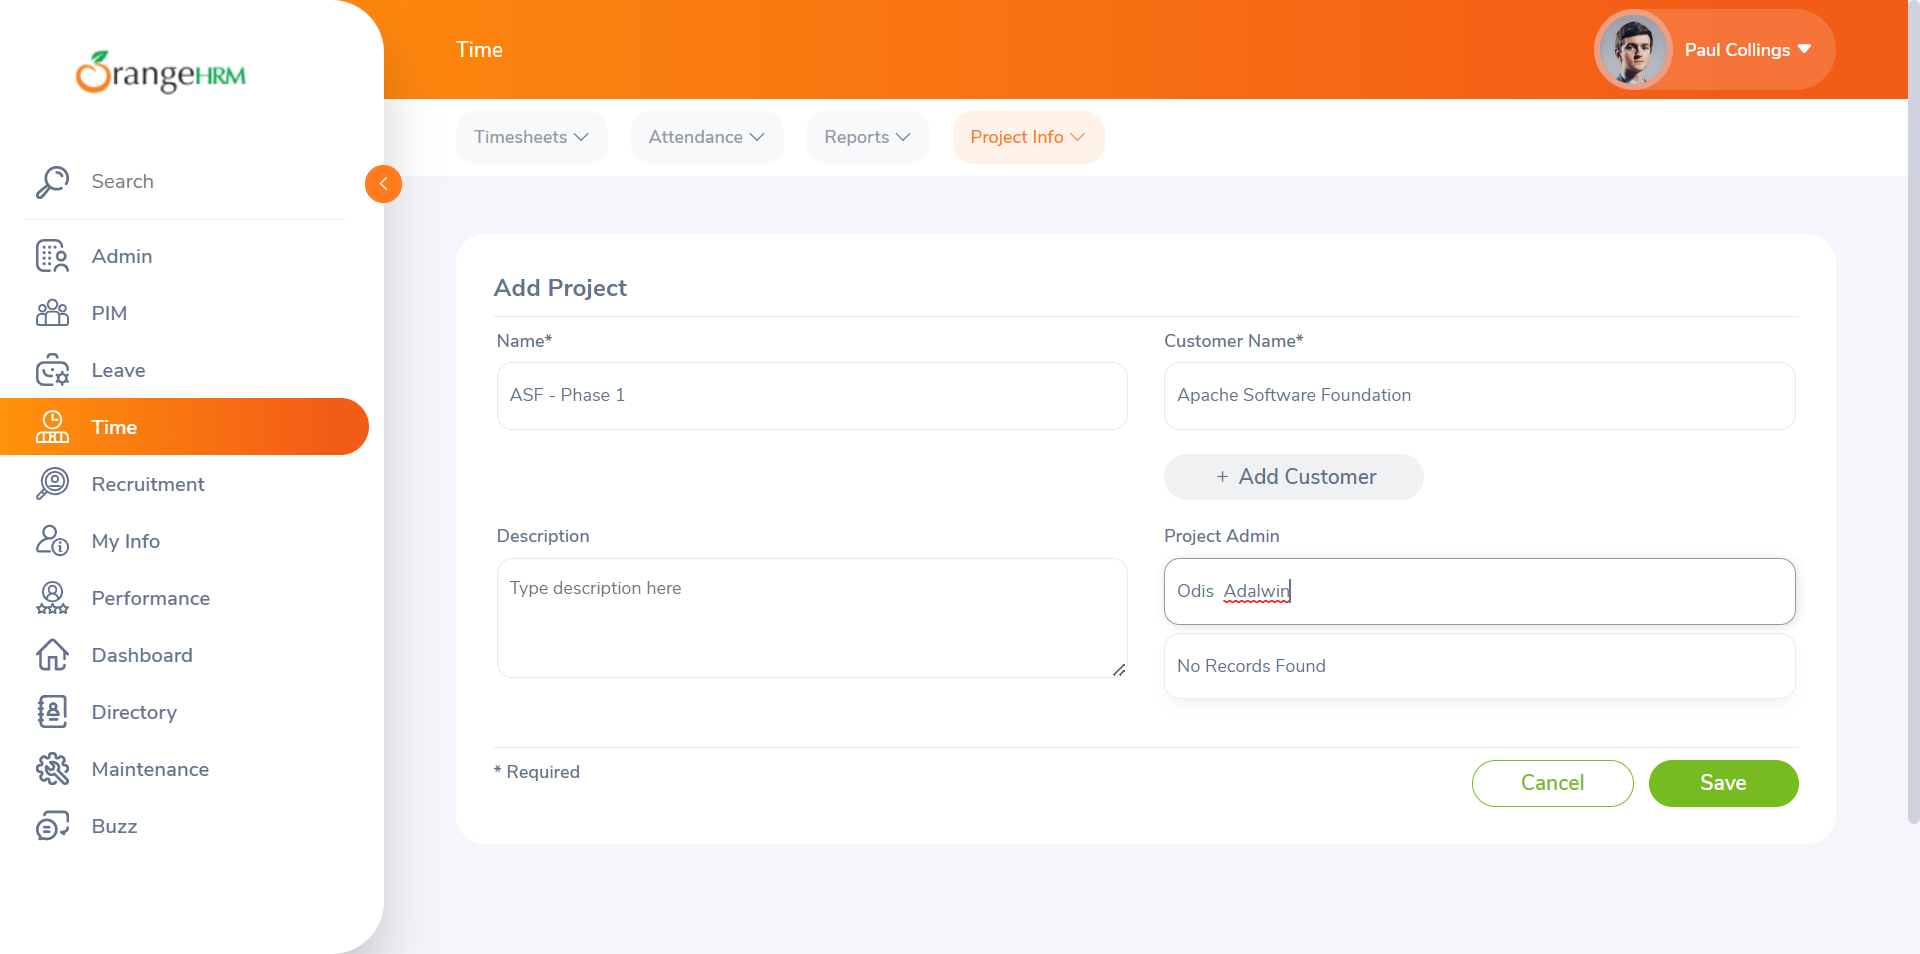 OrangeHRM
Time
Paul Collings
Timesheets
Attendance
Reports
Project Info
Search
Admin
PIM
Leave
Time
Recruitment
My Info
Performance
Dashboard
Directory
Maintenance
Buzz
Add Project
Name*
Customer Name*
ASF - Phase 1
Apache Software Foundation
+ Add Customer
Description
Project Admin
Type description here
Odis  Adalwin
No Records Found
* Required
Cancel
Save